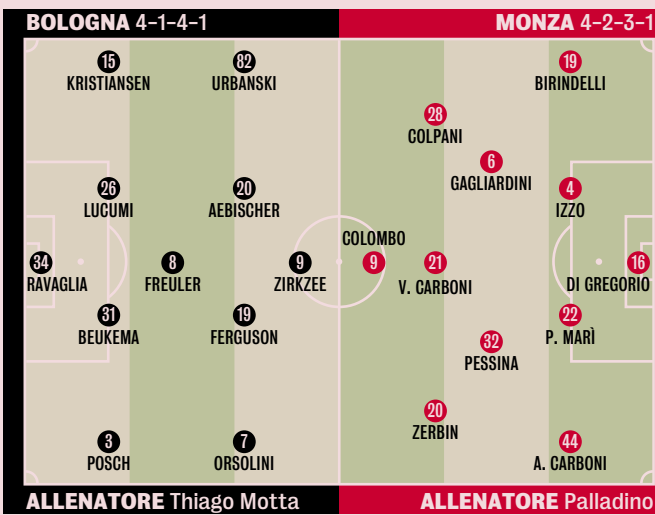 BOLOGNA 4-1-4-1
MONZA 4-2-3-1
15
KRISTIANSEN
82
URBANSKI
26
LUCUMI
20
AEBISCHER
34
RAVAGLIA
8
FREULER
9
ZIRKZEE
31
BEUKEMA
19
FERGUSON
3
POSCH
7
ORSOLINI
19
BIRINDELLI
28
COLPANI
6
GAGLIARDINI
4
IZZO
COLOMBO
9
21
V. CARBONI
16
DI GREGORIO
22
P. MARÌ
32
PESSINA
20
ZERBIN
44
A. CARBONI
ALLENATORE Thiago Motta
ALLENATORE Palladino